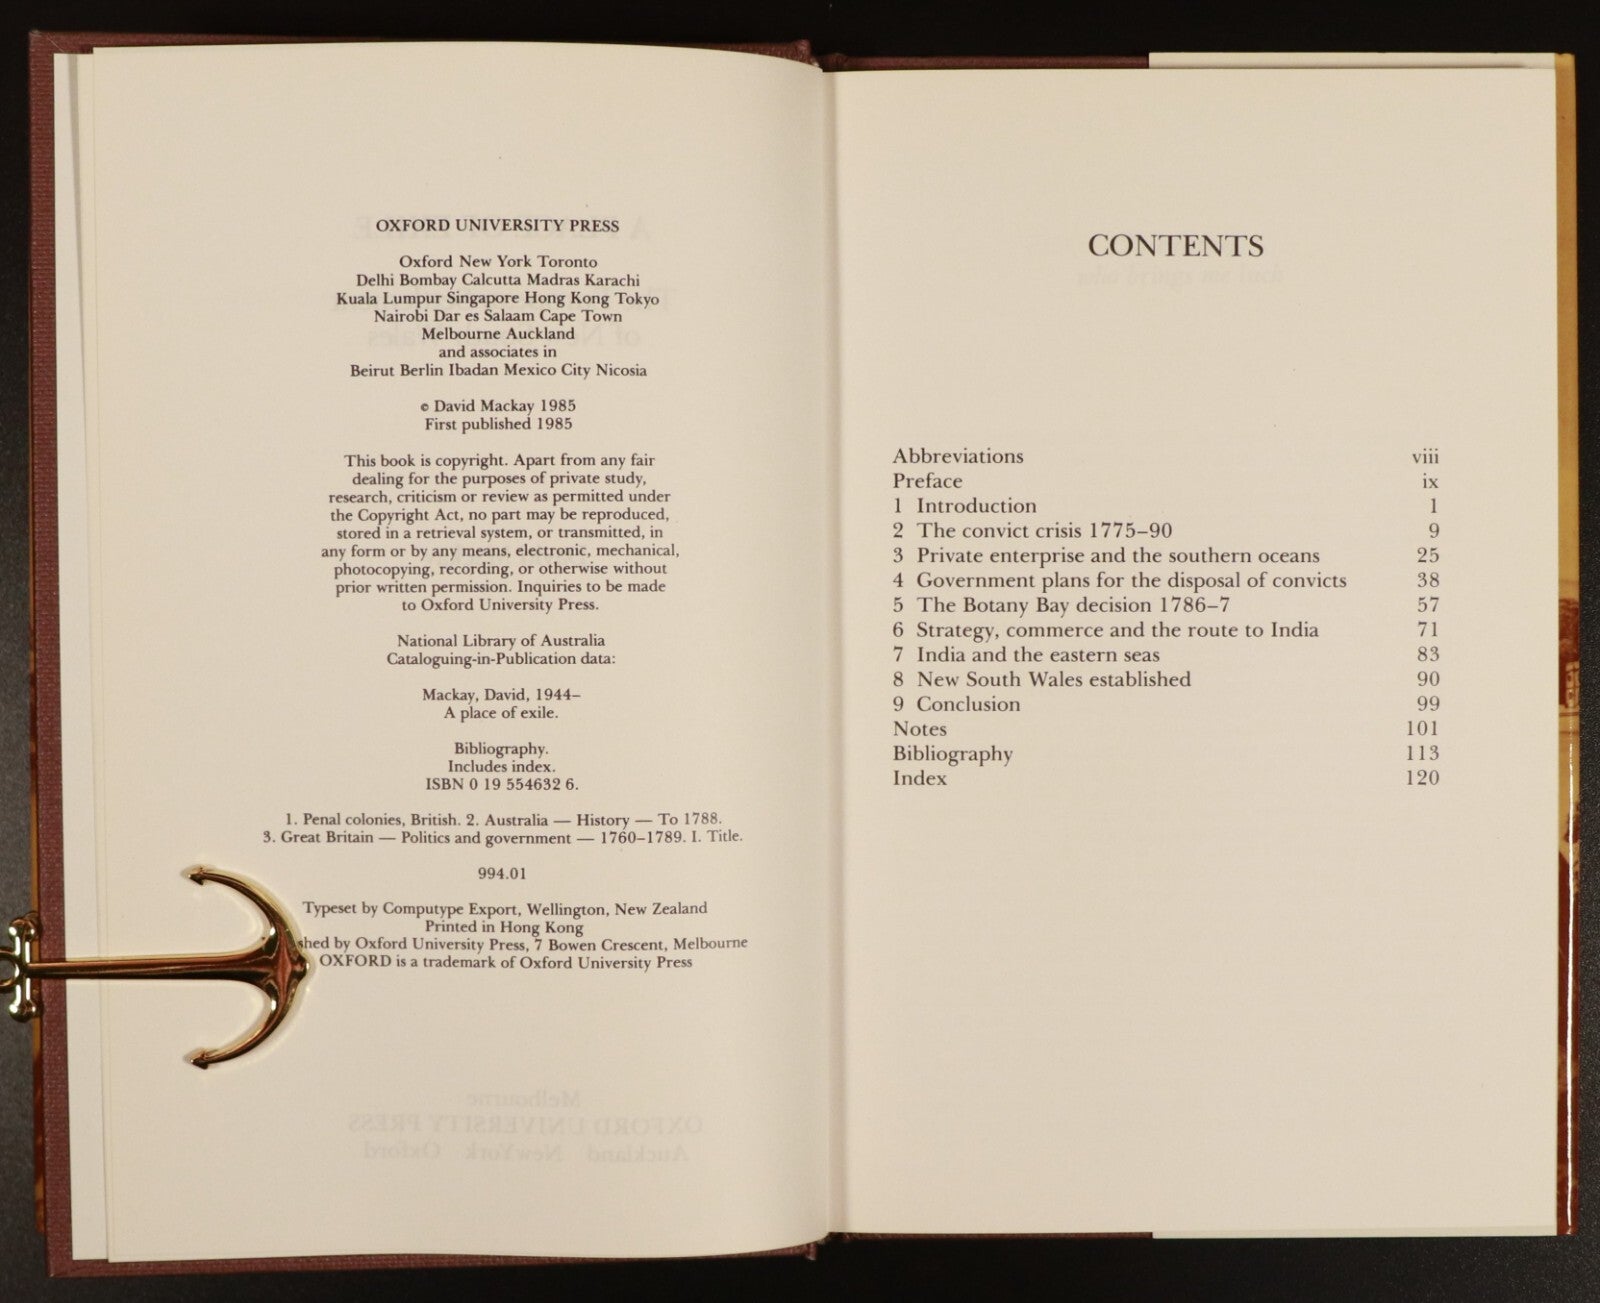 OXFORD UNIVERSITY PRESS
Oxford New York Toronto
Delhi Bombay Calcutta Madras Karachi
Kuala Lumpur Singapore Hong Kong Tokyo
Nairobi Dar es Salaam Cape Town
Melbourne Auckland
and associates in
Beirut Berlin Ibadan Mexico City Nicosia
© David Mackay 1985
First published 1985
This book is copyright. Apart from any fair
dealing for the purposes of private study,
research, criticism or review as permitted under
the Copyright Act, no part may be reproduced,
stored in a retrieval system, or transmitted, in
any form or by any means, electronic, mechanical,
photocopying, recording, or otherwise without
prior written permission. Inquiries to be made
to Oxford University Press.
National Library of Australia
Cataloguing-in-Publication data:
Mackay, David, 1944–
A place of exile.
Bibliography.
Includes index.
ISBN 0 19 554632 6.
1. Penal colonies, British. 2. Australia — History — To 1788.
3. Great Britain — Politics and government — 1760–1789. I. Title.
994.01
Typeset by Computype Export, Wellington, New Zealand
Printed in Hong Kong
shed by Oxford University Press, 7 Bowen Crescent, Melbourne
OXFORD is a trademark of Oxford University Press
Melbourne
OXFORD UNIVERSITY PRESS
Auckland NewYork Oxford
CONTENTS
who brings me luck
Abbreviations viii
Preface ix
1 Introduction 1
2 The convict crisis 1775–90 9
3 Private enterprise and the southern oceans 25
4 Government plans for the disposal of convicts 38
5 The Botany Bay decision 1786–7 57
6 Strategy, commerce and the route to India 71
7 India and the eastern seas 83
8 New South Wales established 90
9 Conclusion 99
Notes 101
Bibliography 113
Index 120